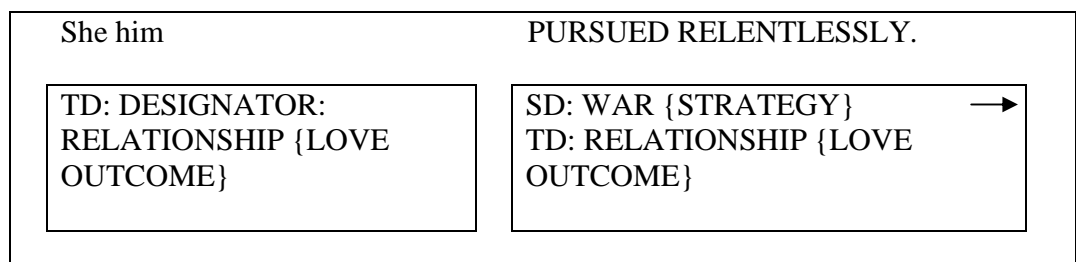 She him PURSUED RELENTLESSLY.
TD: DESIGNATOR:
RELATIONSHIP {LOVE
OUTCOME}
SD: WAR {STRATEGY}
TD: RELATIONSHIP {LOVE
OUTCOME}